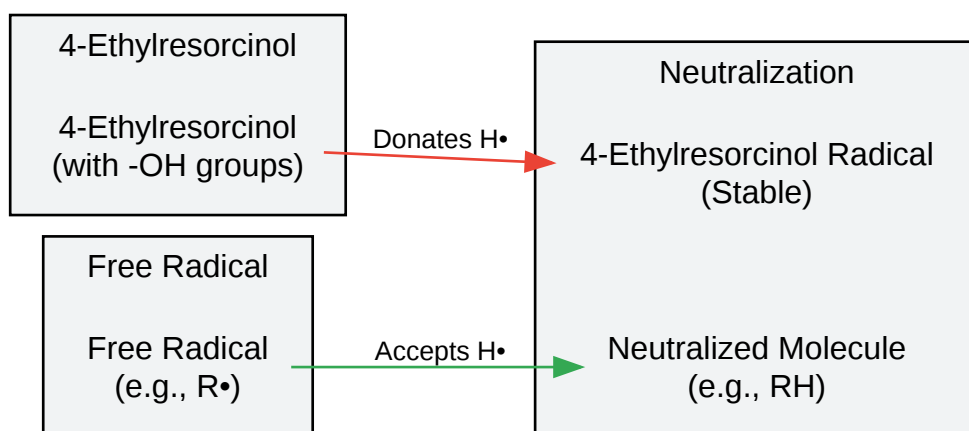 4-Ethylresorcinol
4-Ethylresorcinol
(with -OH groups)
Donates H•
Neutralization
4-Ethylresorcinol Radical
(Stable)
Free Radical
Free Radical
(e.g., R•)
Accepts H•
Neutralized Molecule
(e.g., RH)